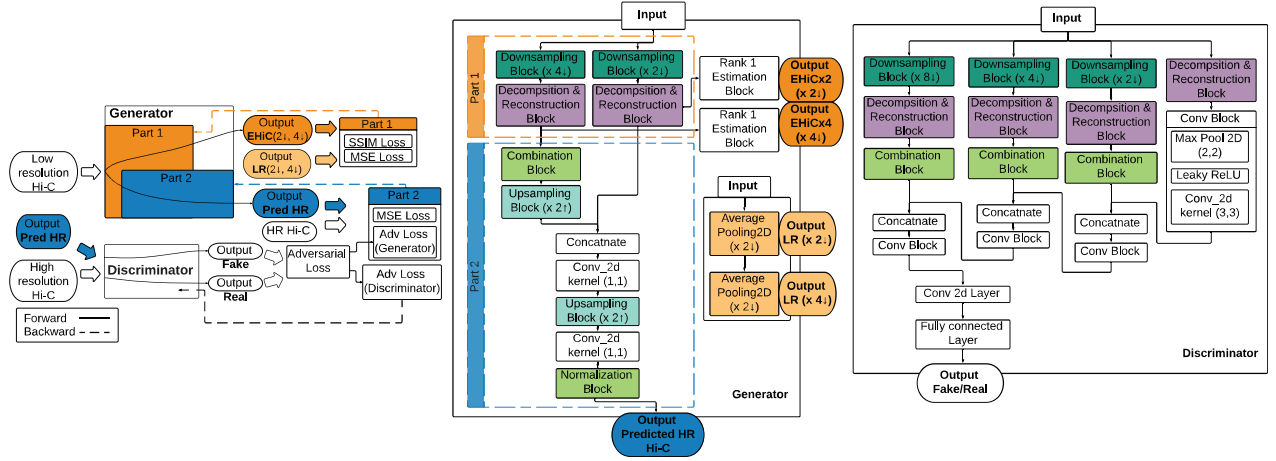 Generator
Part 1
Part 2
Low
resolution
Hi-C
Output
EHiC(2↓, 4↓)
Output
LR(2↓, 4↓)
Part 1
SSIM Loss
MSE Loss
Output
Pred HR
HR Hi-C
Part 2
MSE Loss
Adv Loss
(Generator)
Output
Pred HR
High
resolution
Hi-C
Discriminator
Output
Fake
Output
Real
Adversarial
Loss
Adv Loss
(Discriminator)
Forward
Backward
Input
Part 1
Downsampling
Block (x 4↓)
Downsampling
Block (x 2↓)
Decompsition &
Reconstruction
Block
Decompsition &
Reconstruction
Block
Rank 1
Estimation
Block
Output
EHiCx2
(x 2↓)
Rank 1
Estimation
Block
Output
EHiCx4
(x 4↓)
Part 2
Combination
Block
Upsampling
Block (x 2↑)
Concatnate
Conv_2d
kernel (1,1)
Upsampling
Block (x 2↑)
Conv_2d
kernel (1,1)
Normalization
Block
Output
Predicted HR
Hi-C
Input
Average
Pooling2D
(x 2↓)
Output
LR (x 2↓)
Average
Pooling2D
(x 2↓)
Output
LR (x 4↓)
Generator
Input
Downsampling
Block (x 8↓)
Downsampling
Block (x 4↓)
Downsampling
Block (x 2↓)
Decompsition &
Reconstruction
Block
Decompsition &
Reconstruction
Block
Decompsition &
Reconstruction
Block
Decompsition &
Reconstruction
Block
Combination
Block
Combination
Block
Combination
Block
Conv Block
Max Pool 2D
(2,2)
Leaky ReLU
Conv_2d
kernel (3,3)
Concatnate
Conv Block
Concatnate
Conv Block
Concatnate
Conv Block
Conv 2d Layer
Fully connected
Layer
Output
Fake/Real
Discriminator